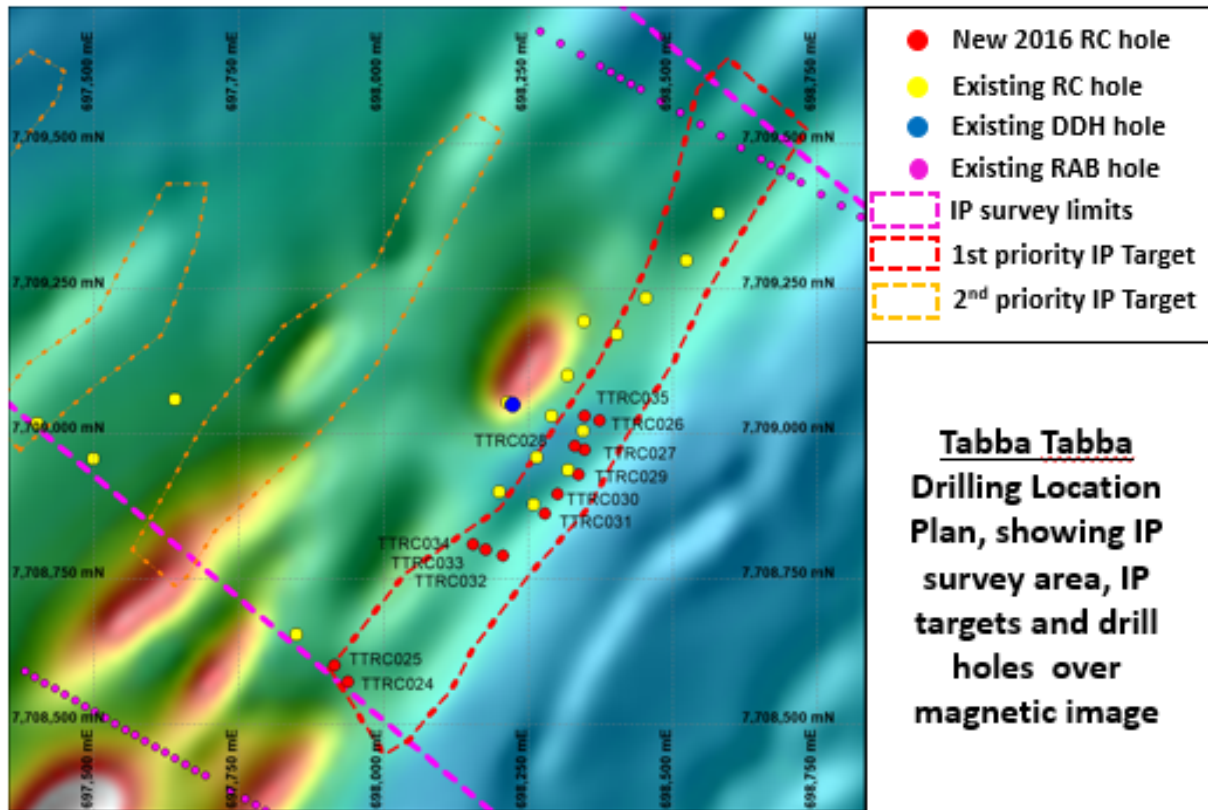 697,500 mE
697,750 mE
698,000 mE
698,250 mE
698,500 mE
698,750 mE
7,709,500 mN
7,709,500 mN
7,709,250 mN
7,709,250 mN
7,709,000 mN
7,709,000 mN
7,708,750 mN
7,708,750 mN
7,708,500 mN
7,708,500 mN
TTRC035
TTRC026
TTRC028
TTRC027
TTRC029
TTRC030
TTRC031
TTRC034
TTRC033
TTRC032
TTRC025
TTRC024
697,500 mE
697,750 mE
698,000 mE
698,250 mE
698,500 mE
698,750 mE
New 2016 RC hole
Existing RC hole
Existing DDH hole
Existing RAB hole
IP survey limits
1st priority IP Target
2nd priority IP Target
Tabba Tabba
Drilling Location
Plan, showing IP
survey area, IP
targets and drill
holes over
magnetic image